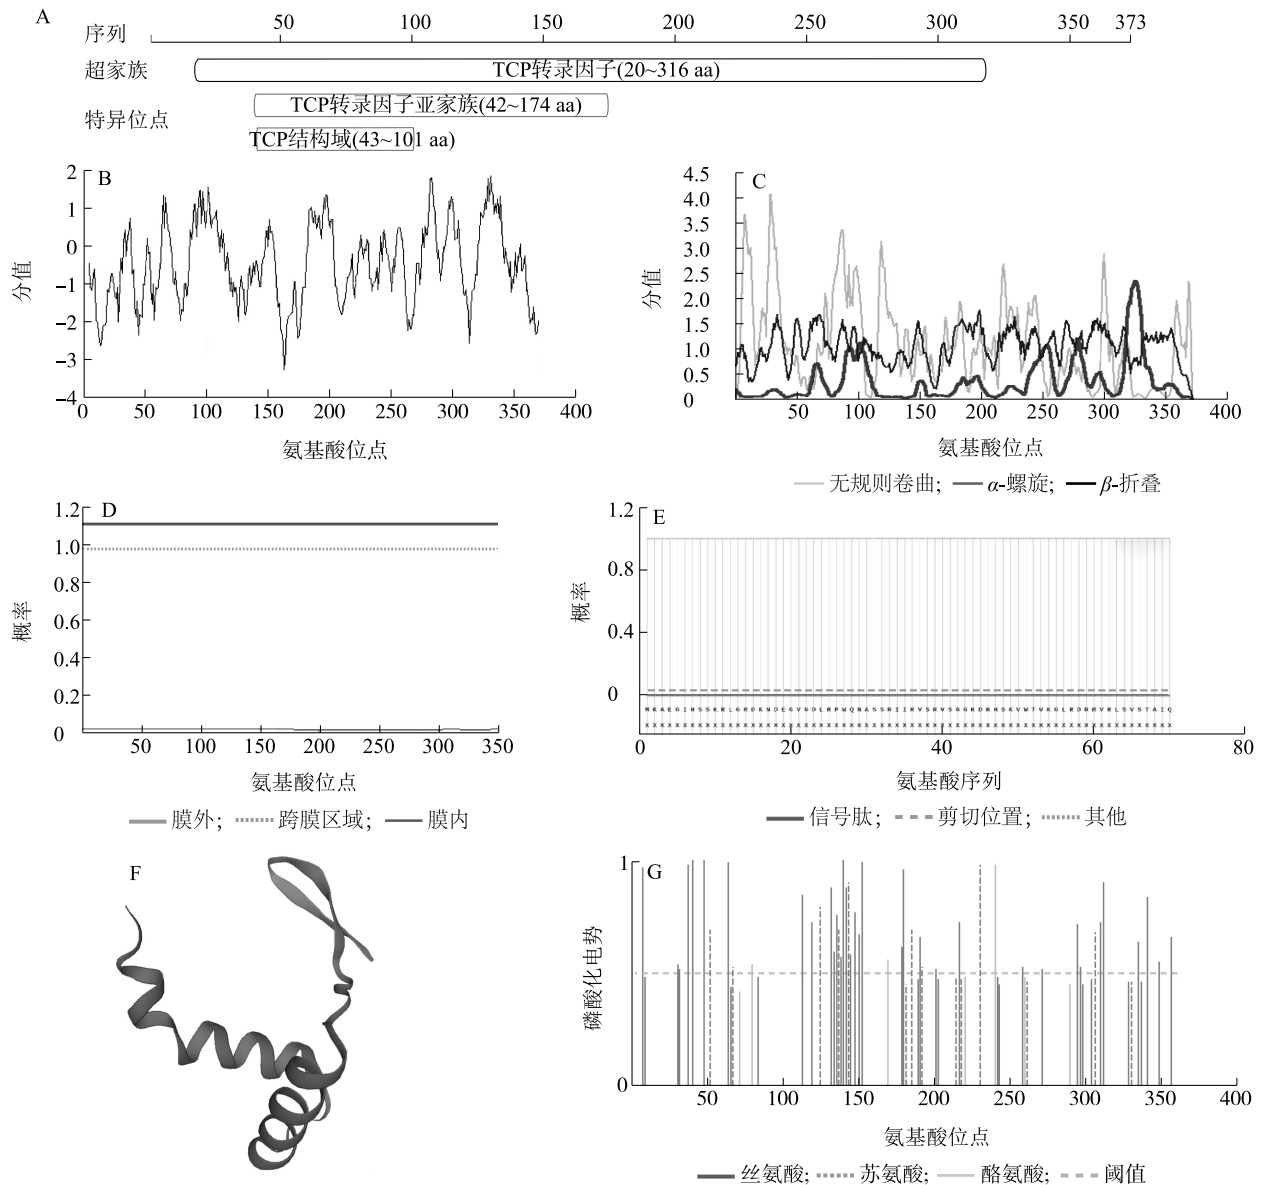 A
序列 50 100 150 200 250 300 350 373
超家族 TCP转录因子(20~316 aa)
特异位点 TCP转录因子亚家族(42~174 aa)
TCP结构域(43~101 aa)
B
分值
2
1
0
−1
−2
−3
−4
0 50 100 150 200 250 300 350 400
氨基酸位点
C
分值
4.5
4.0
3.5
3.0
2.5
2.0
1.5
1.0
0.5
0
50 100 150 200 250 300 350 400
氨基酸位点
无规则卷曲; α-螺旋; β-折叠
D
概率
1.2
1.0
0.8
0.6
0.4
0.2
0
50 100 150 200 250 300 350
氨基酸位点
膜外; 跨膜区域; 膜内
E
概率
1.2
0.8
0.4
0
0 20 40 60 80
氨基酸序列
信号肽; 剪切位置; 其他
F
G
磷酸化电势
1
0
50 100 150 200 250 300 350 400
氨基酸位点
丝氨酸; 苏氨酸; 酪氨酸; 阈值